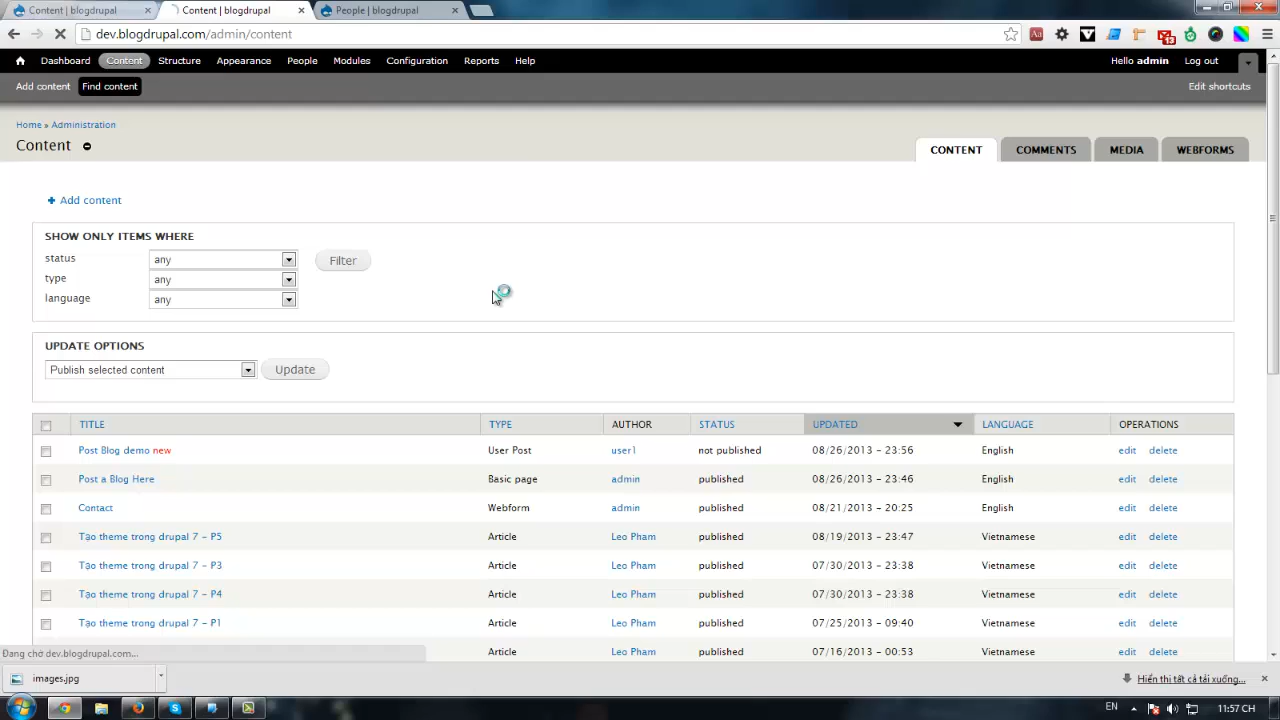 Content | blogdrupal
Content | blogdrupal
People | blogdrupal
dev.blogdrupal.com/admin/content
13
Dashboard Content Structure Appearance People Modules Configuration Reports Help
Hello admin Log out
Add content Find content
Edit shortcuts
Home » Administration
Content
CONTENT COMMENTS MEDIA WEBFORMS
+ Add content
SHOW ONLY ITEMS WHERE
status any Filter
type any
language any
UPDATE OPTIONS
Publish selected content Update
TITLE TYPE AUTHOR STATUS UPDATED LANGUAGE OPERATIONS
Post Blog demo new User Post user1 not published 08/26/2013 - 23:56 English edit delete
Post a Blog Here Basic page admin published 08/26/2013 - 23:46 English edit delete
Contact Webform admin published 08/21/2013 - 20:25 English edit delete
Tạo theme trong drupal 7 - P5 Article Leo Pham published 08/19/2013 - 23:47 Vietnamese edit delete
Tạo theme trong drupal 7 - P3 Article Leo Pham published 07/30/2013 - 23:38 Vietnamese edit delete
Tạo theme trong drupal 7 - P4 Article Leo Pham published 07/30/2013 - 23:38 Vietnamese edit delete
Tạo theme trong drupal 7 - P1 Article Leo Pham published 07/25/2013 - 09:40 Vietnamese edit delete
Article Leo Pham published 07/16/2013 - 00:53 Vietnamese edit delete
Đang chờ dev.blogdrupal.com...
images.jpg
Hiển thị tất cả tải xuống...
EN 11:57 CH